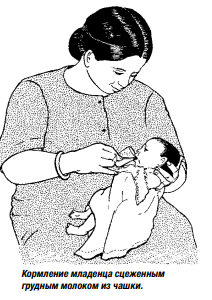 Кормление младенца сцеженным
грудным молоком из чашки.